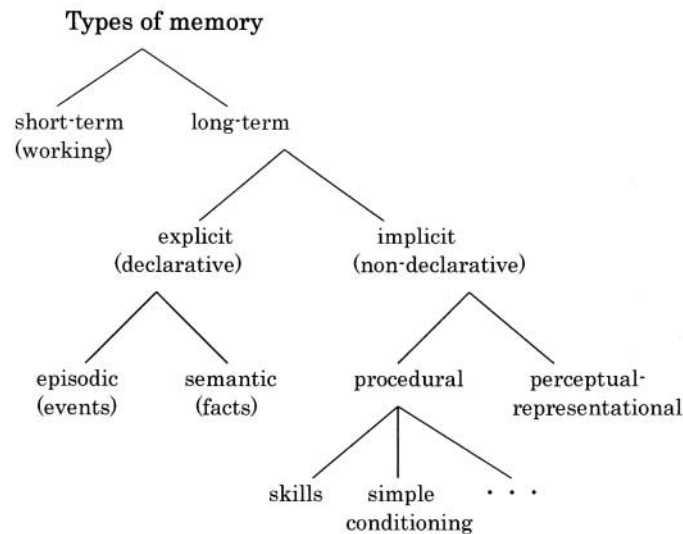 Types of memory
short-term long-term
(working)
explicit implicit
(declarative) (non-declarative)
episodic semantic procedural perceptual-
(events) (facts) representational
skills simple . . .
conditioning